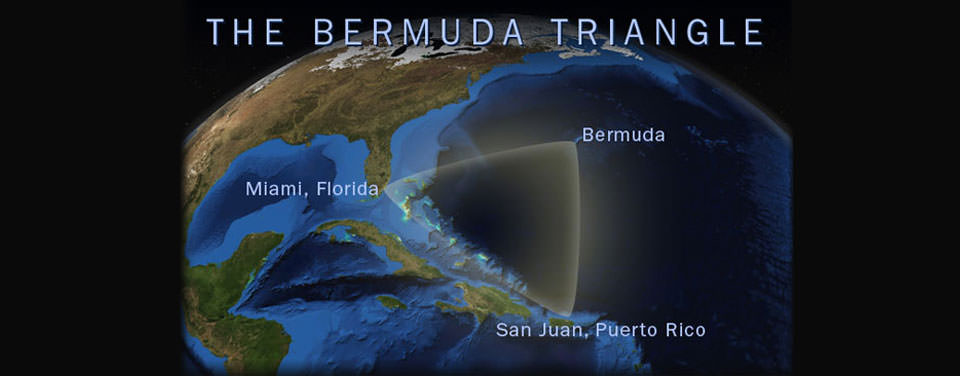 THE BERMUDA TRIANGLE
Bermuda
Miami, Florida
San Juan, Puerto Rico